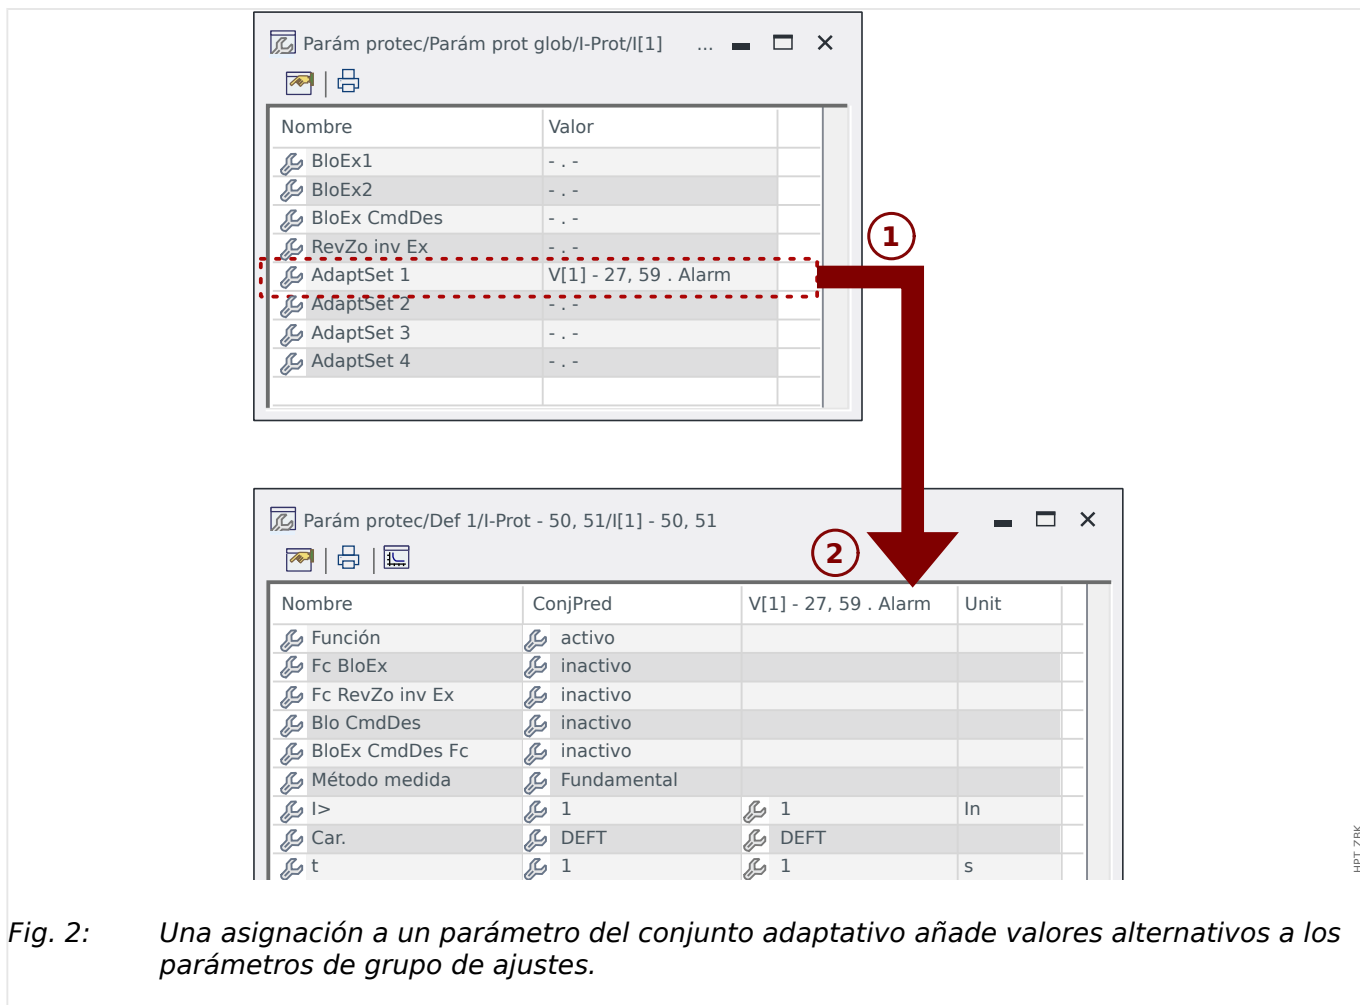 Parám protec/Parám prot glob/I-Prot/I[1] ...
Nombre Valor
BloEx1 - . -
BloEx2 - . -
BloEx CmdDes - . -
RevZo inv Ex - . -
1
AdaptSet 1 V[1] - 27, 59 . Alarm
AdaptSet 2 - . -
AdaptSet 3 - . -
AdaptSet 4 - . -
Parám protec/Def 1/I-Prot - 50, 51/I[1] - 50, 51
2
Nombre ConjPred V[1] - 27, 59 . Alarm Unit
Función activo
Fc BloEx inactivo
Fc RevZo inv Ex inactivo
Blo CmdDes inactivo
BloEx CmdDes Fc inactivo
Método medida Fundamental
I> 1 1 In
Car. DEFT DEFT
t 1 1 s
HPT_ZBK
Fig. 2: Una asignación a un parámetro del conjunto adaptativo añade valores alternativos a los
parámetros de grupo de ajustes.